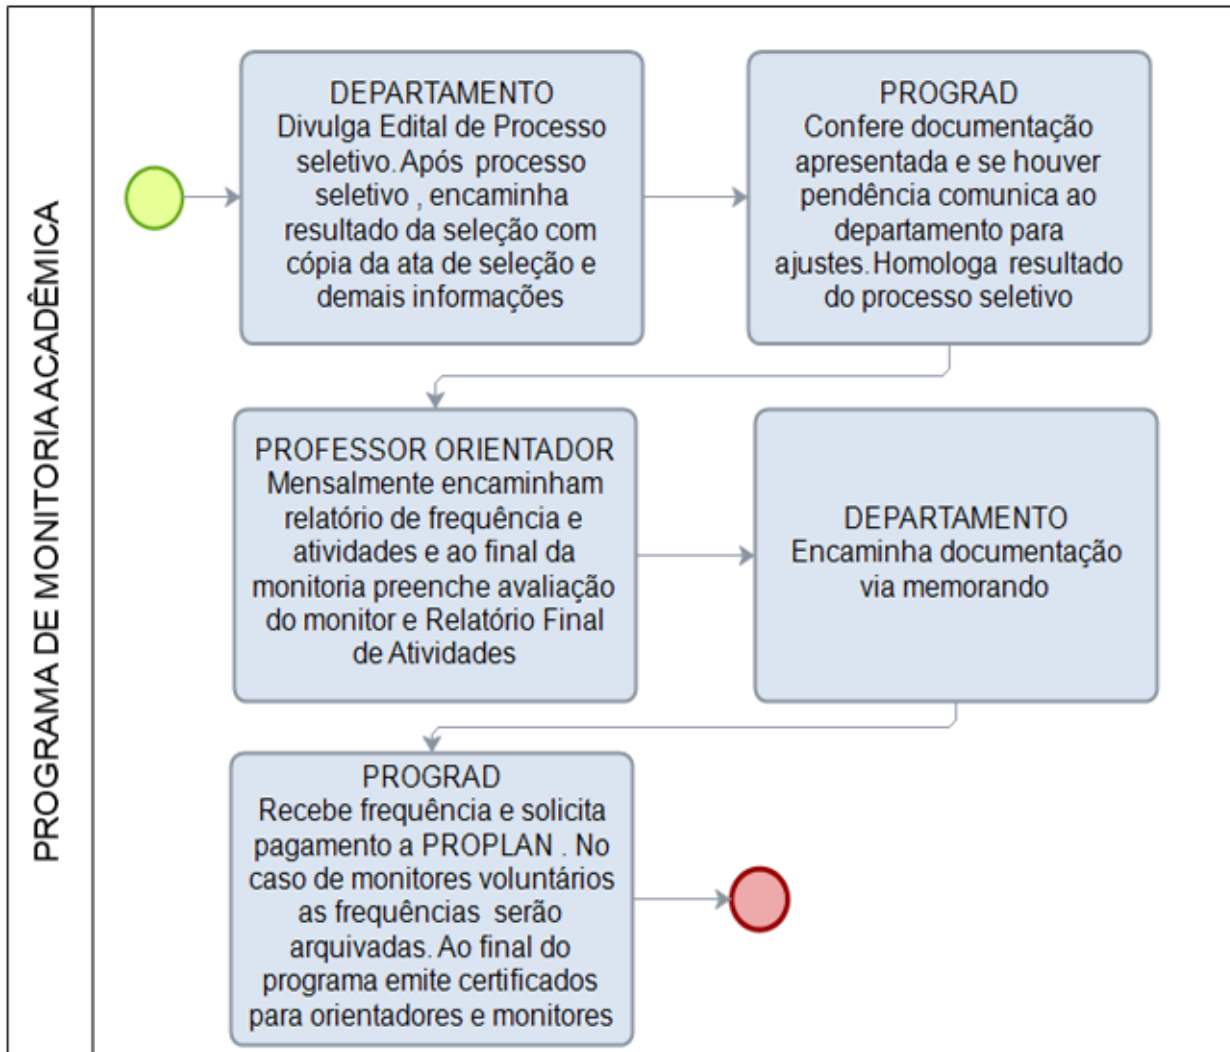 PROGRAMA DE MONITORIA ACADÊMICA
DEPARTAMENTO
Divulga Edital de Processo
seletivo. Após processo
seletivo , encaminha
resultado da seleção com
cópia da ata de seleção e
demais informações
PROGRAD
Confere documentação
apresentada e se houver
pendência comunica ao
departamento para
ajustes. Homologa resultado
do processo seletivo
PROFESSOR ORIENTADOR
Mensalmente encaminham
relatório de frequência e
atividades e ao final da
monitoria preenche avaliação
do monitor e Relatório Final
de Atividades
DEPARTAMENTO
Encaminha documentação
via memorando
PROGRAD
Recebe frequência e solicita
pagamento a PROPLAN . No
caso de monitores voluntários
as frequências serão
arquivadas. Ao final do
programa emite certificados
para orientadores e monitores